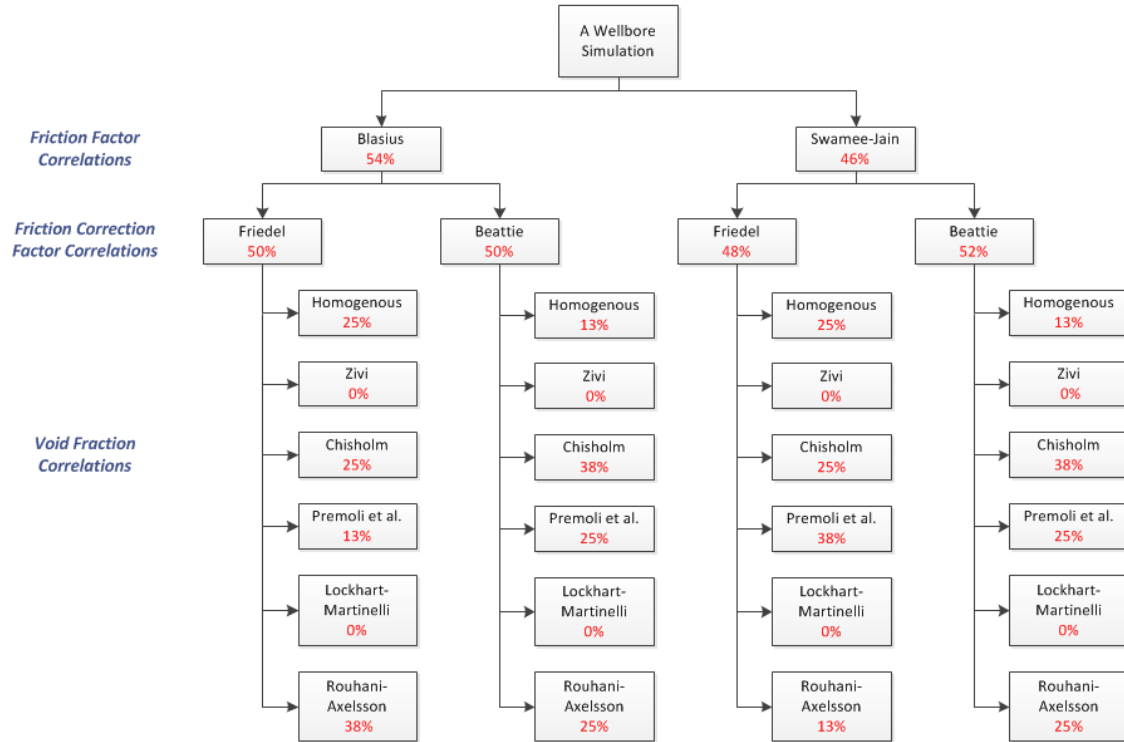 A Wellbore
Simulation
Friction Factor
Correlations
Blasius
54%
Swamee-Jain
46%
Friction Correction
Factor Correlations
Friedel
50%
Beattie
50%
Friedel
48%
Beattie
52%
Void Fraction
Correlations
Homogenous
25%
Zivi
0%
Chisholm
25%
Premoli et al.
13%
Lockhart-
Martinelli
0%
Rouhani-
Axelsson
38%
Homogenous
13%
Zivi
0%
Chisholm
38%
Premoli et al.
25%
Lockhart-
Martinelli
0%
Rouhani-
Axelsson
25%
Homogenous
25%
Zivi
0%
Chisholm
25%
Premoli et al.
38%
Lockhart-
Martinelli
0%
Rouhani-
Axelsson
13%
Homogenous
13%
Zivi
0%
Chisholm
38%
Premoli et al.
25%
Lockhart-
Martinelli
0%
Rouhani-
Axelsson
25%